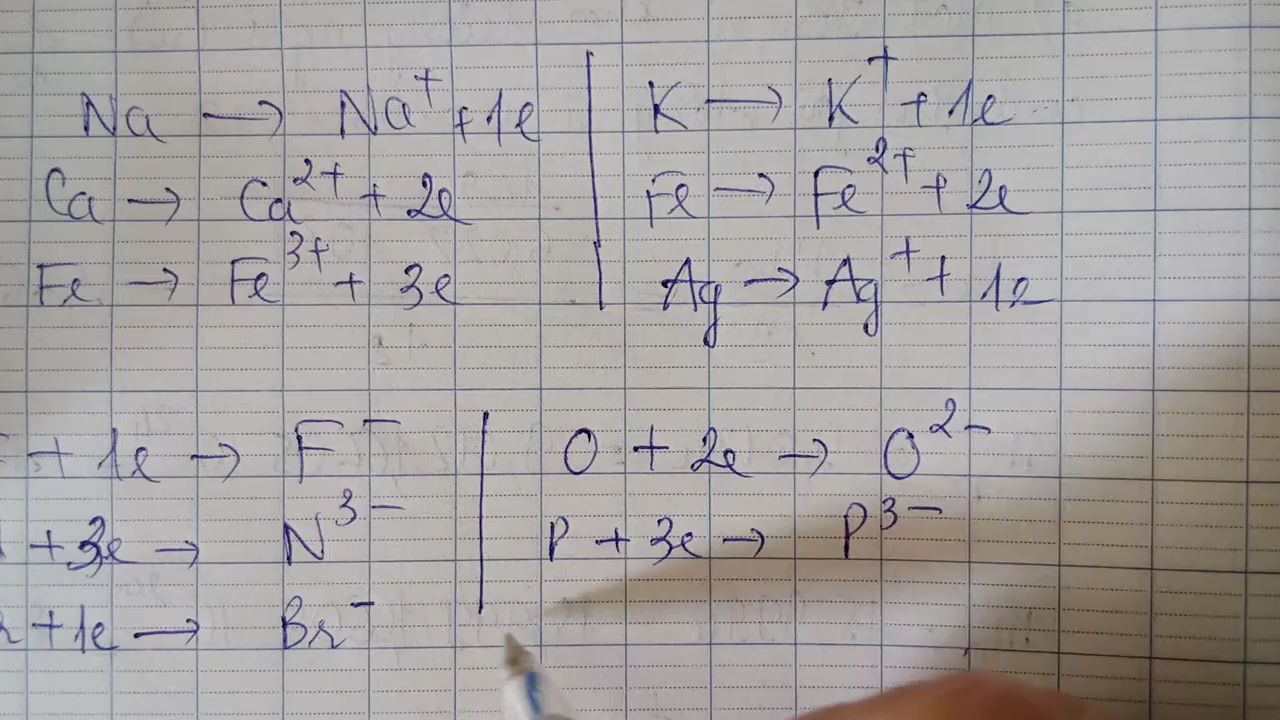 Na → Na⁺ + 1e | K → K⁺ + 1e
Ca → Ca²⁺ + 2e | Fe → Fe²⁺ + 2e
Fe → Fe³⁺ + 3e | Ag → Ag⁺ + 1e
+ 1e → F⁻ | O + 2e → O²⁻
+ 3e → N³⁻ | P + 3e → P³⁻
+ 1e → Br⁻